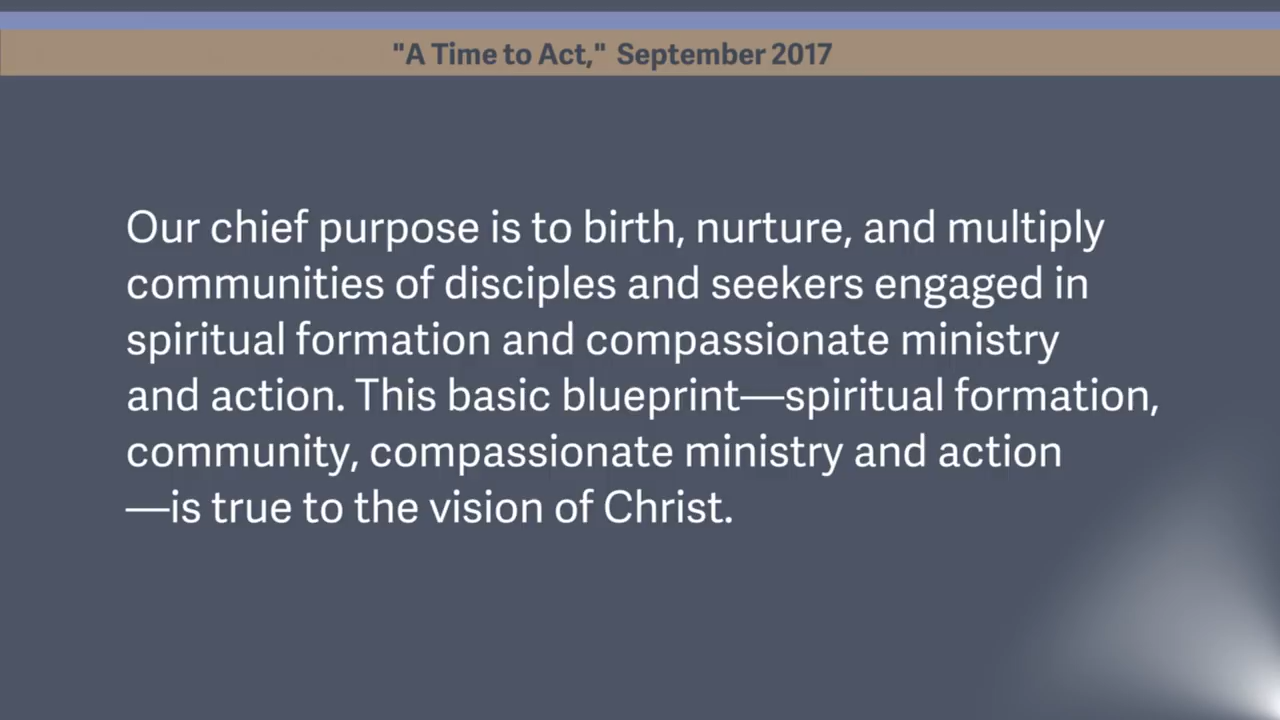 "A Time to Act,"  September 2017
Our chief purpose is to birth, nurture, and multiply
communities of disciples and seekers engaged in
spiritual formation and compassionate ministry
and action. This basic blueprint—spiritual formation,
community, compassionate ministry and action
—is true to the vision of Christ.